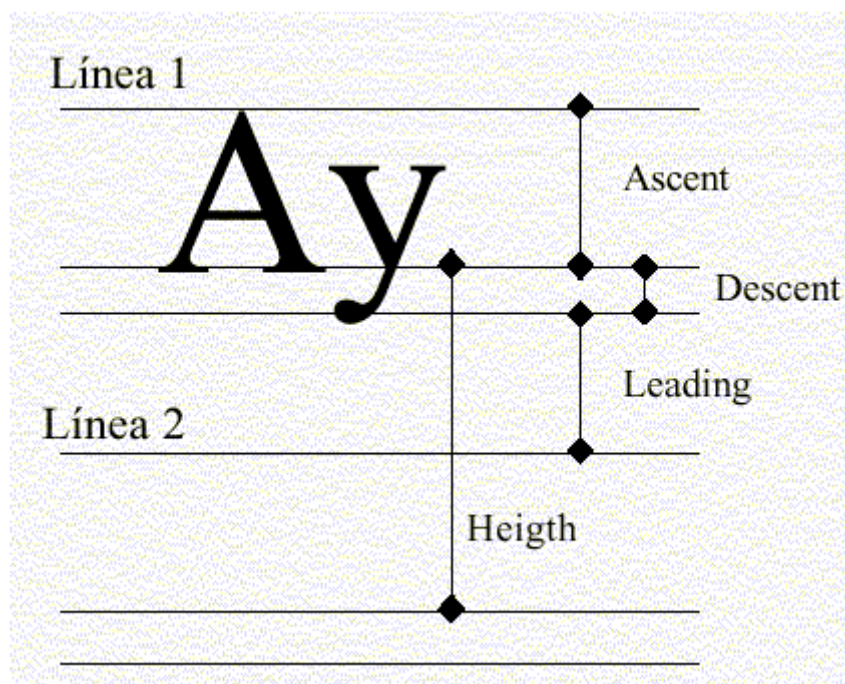 Línea 1
Ay
Ascent
Descent
Leading
Línea 2
Heigth